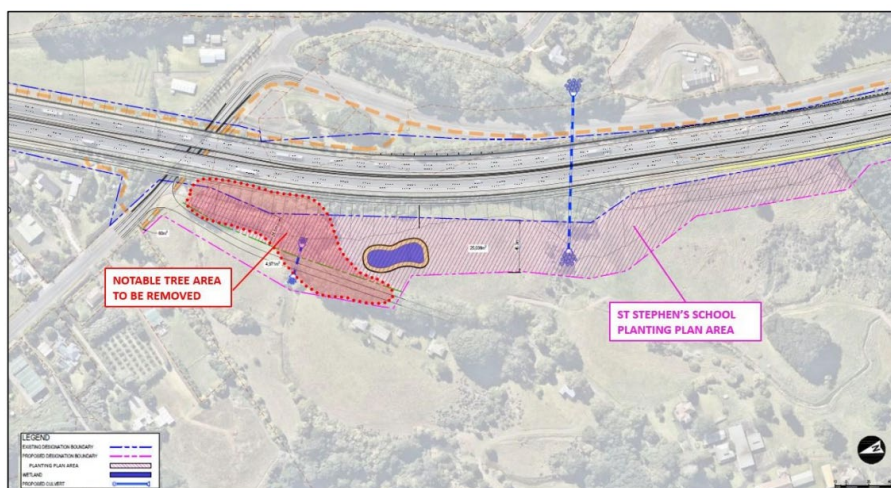 NOTABLE TREE AREA
TO BE REMOVED
ST STEPHEN'S SCHOOL
PLANTING PLAN AREA
LEGEND
EXISTING DESIGNATION BOUNDARY
PROPOSED DESIGNATION BOUNDARY
PLANTING PLAN AREA
WETLAND
PROPOSED CULVERT